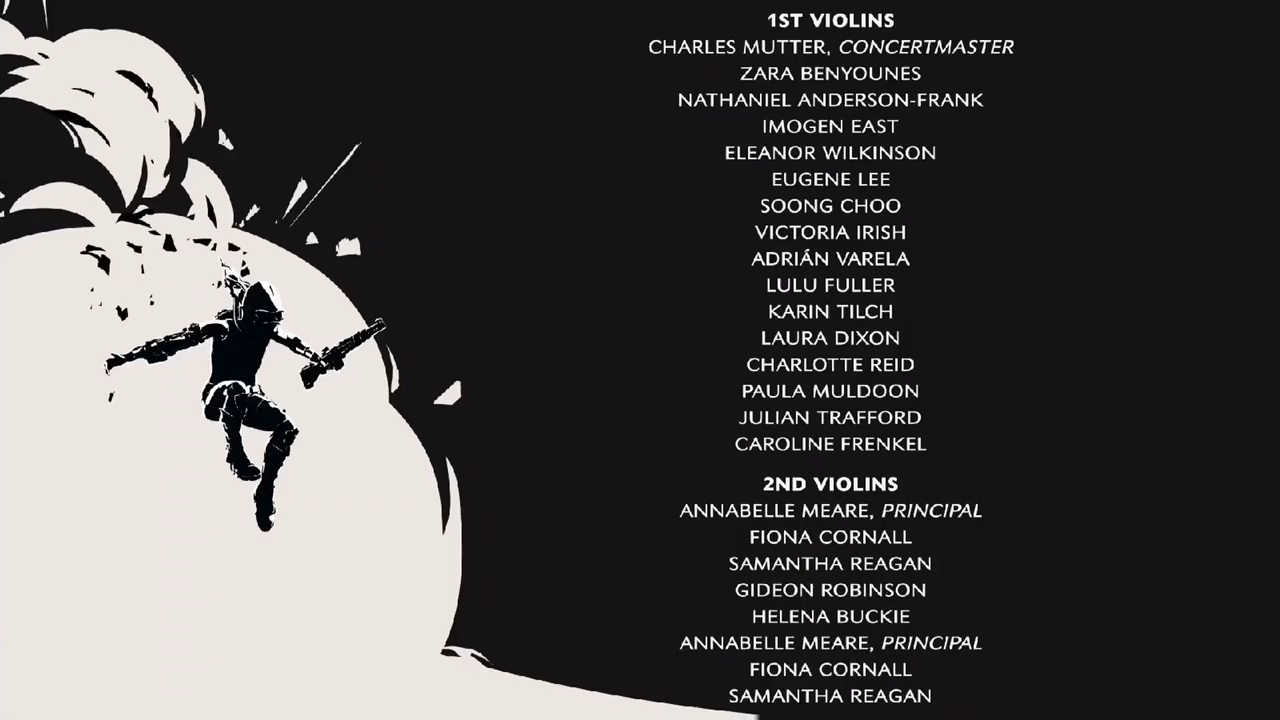 1ST VIOLINS
CHARLES MUTTER, CONCERTMASTER
ZARA BENYOUNES
NATHANIEL ANDERSON-FRANK
IMOGEN EAST
ELEANOR WILKINSON
EUGENE LEE
SOONG CHOO
VICTORIA IRISH
ADRIÁN VARELA
LULU FULLER
KARIN TILCH
LAURA DIXON
CHARLOTTE REID
PAULA MULDOON
JULIAN TRAFFORD
CAROLINE FRENKEL
2ND VIOLINS
ANNABELLE MEARE, PRINCIPAL
FIONA CORNALL
SAMANTHA REAGAN
GIDEON ROBINSON
HELENA BUCKIE
ANNABELLE MEARE, PRINCIPAL
FIONA CORNALL
SAMANTHA REAGAN